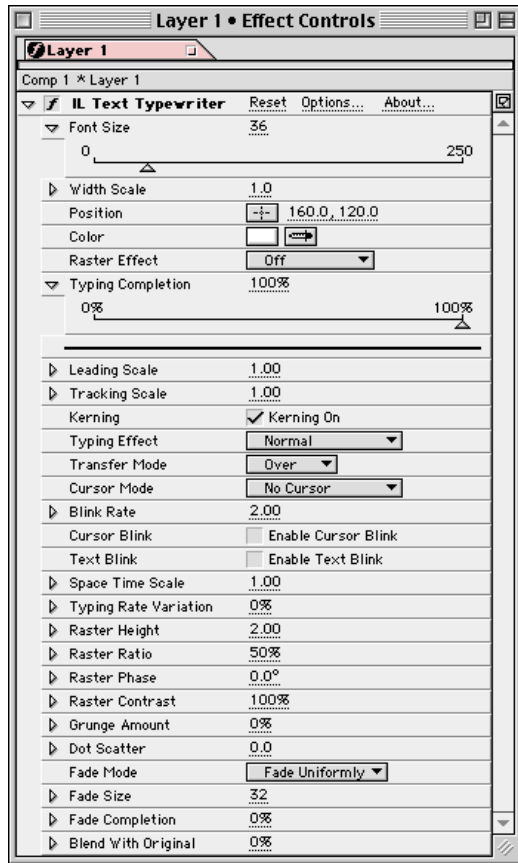 Layer 1 • Effect Controls
Layer 1
Comp 1 * Layer 1
IL Text Typewriter Reset Options... About...
Font Size 36
0 250
Width Scale 1.0
Position 160.0, 120.0
Color
Raster Effect Off
Typing Completion 100%
0% 100%
Leading Scale 1.00
Tracking Scale 1.00
Kerning Kerning On
Typing Effect Normal
Transfer Mode Over
Cursor Mode No Cursor
Blink Rate 2.00
Cursor Blink Enable Cursor Blink
Text Blink Enable Text Blink
Space Time Scale 1.00
Typing Rate Variation 0%
Raster Height 2.00
Raster Ratio 50%
Raster Phase 0.0°
Raster Contrast 100%
Grunge Amount 0%
Dot Scatter 0.0
Fade Mode Fade Uniformly
Fade Size 32
Fade Completion 0%
Blend With Original 0%